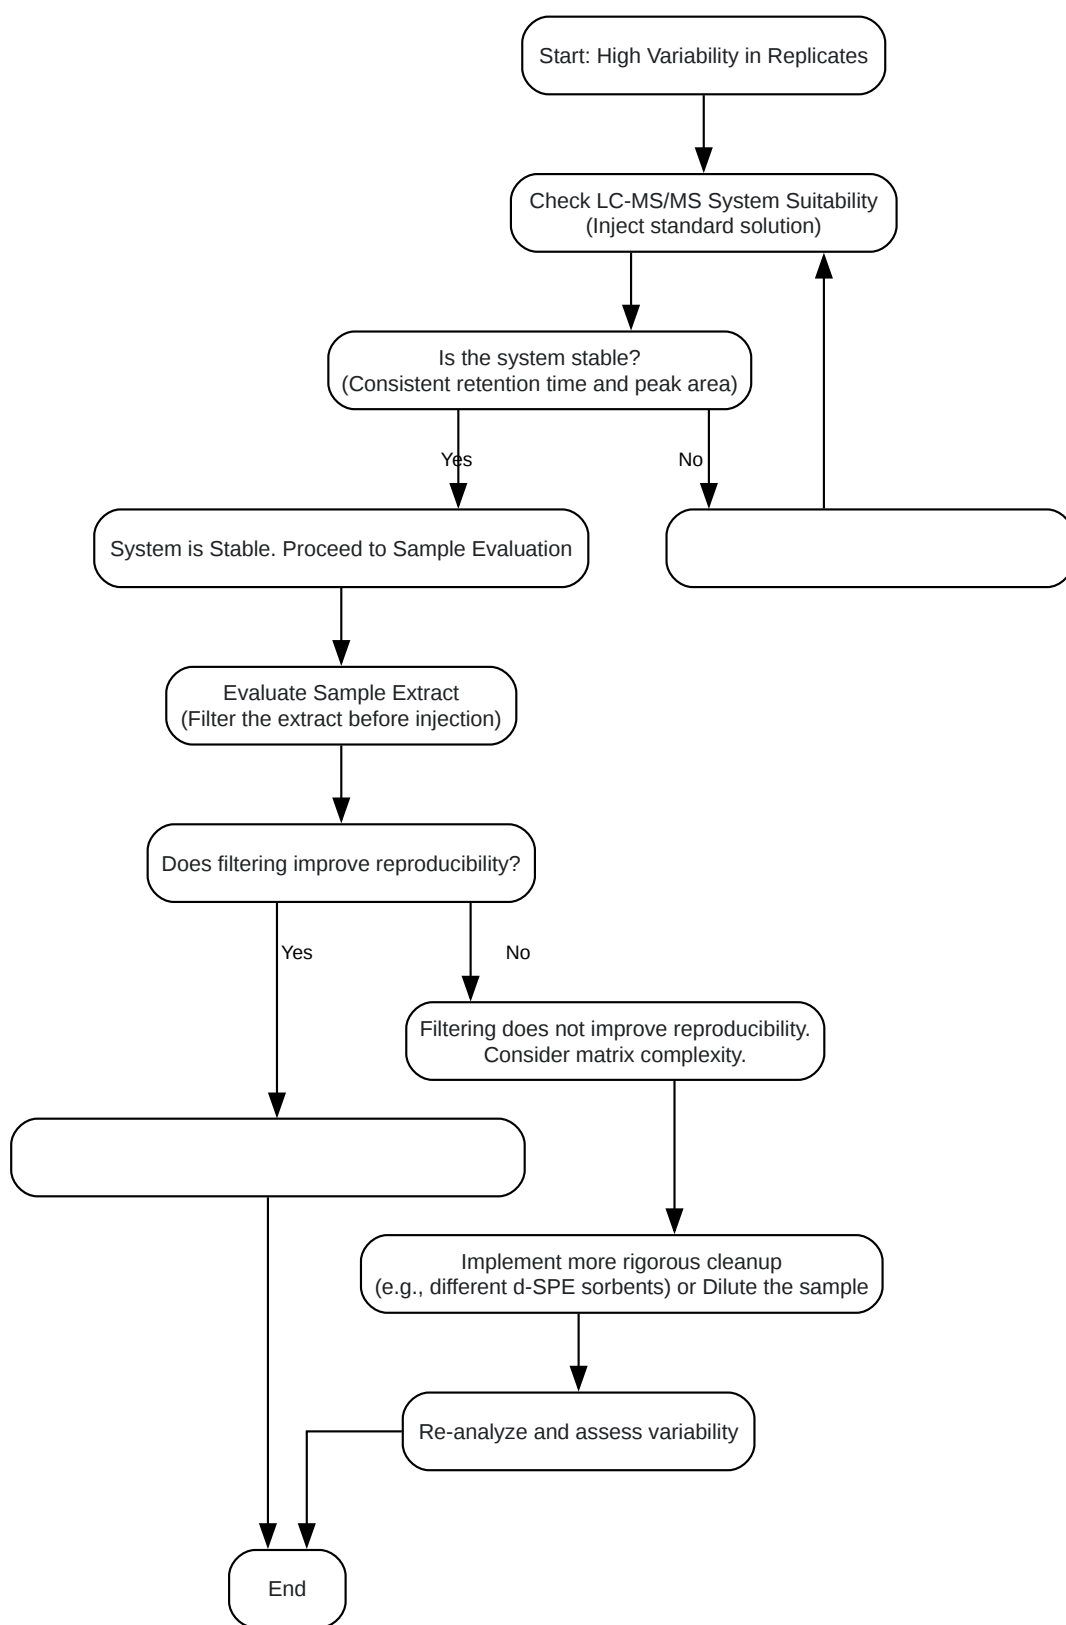 Start: High Variability in Replicates
Check LC-MS/MS System Suitability
(Inject standard solution)
Is the system stable?
(Consistent retention time and peak area)
Yes
No
System is Stable. Proceed to Sample Evaluation
Evaluate Sample Extract
(Filter the extract before injection)
Does filtering improve reproducibility?
Yes
No
Filtering does not improve reproducibility.
Consider matrix complexity.
Implement more rigorous cleanup
(e.g., different d-SPE sorbents) or Dilute the sample
Re-analyze and assess variability
End